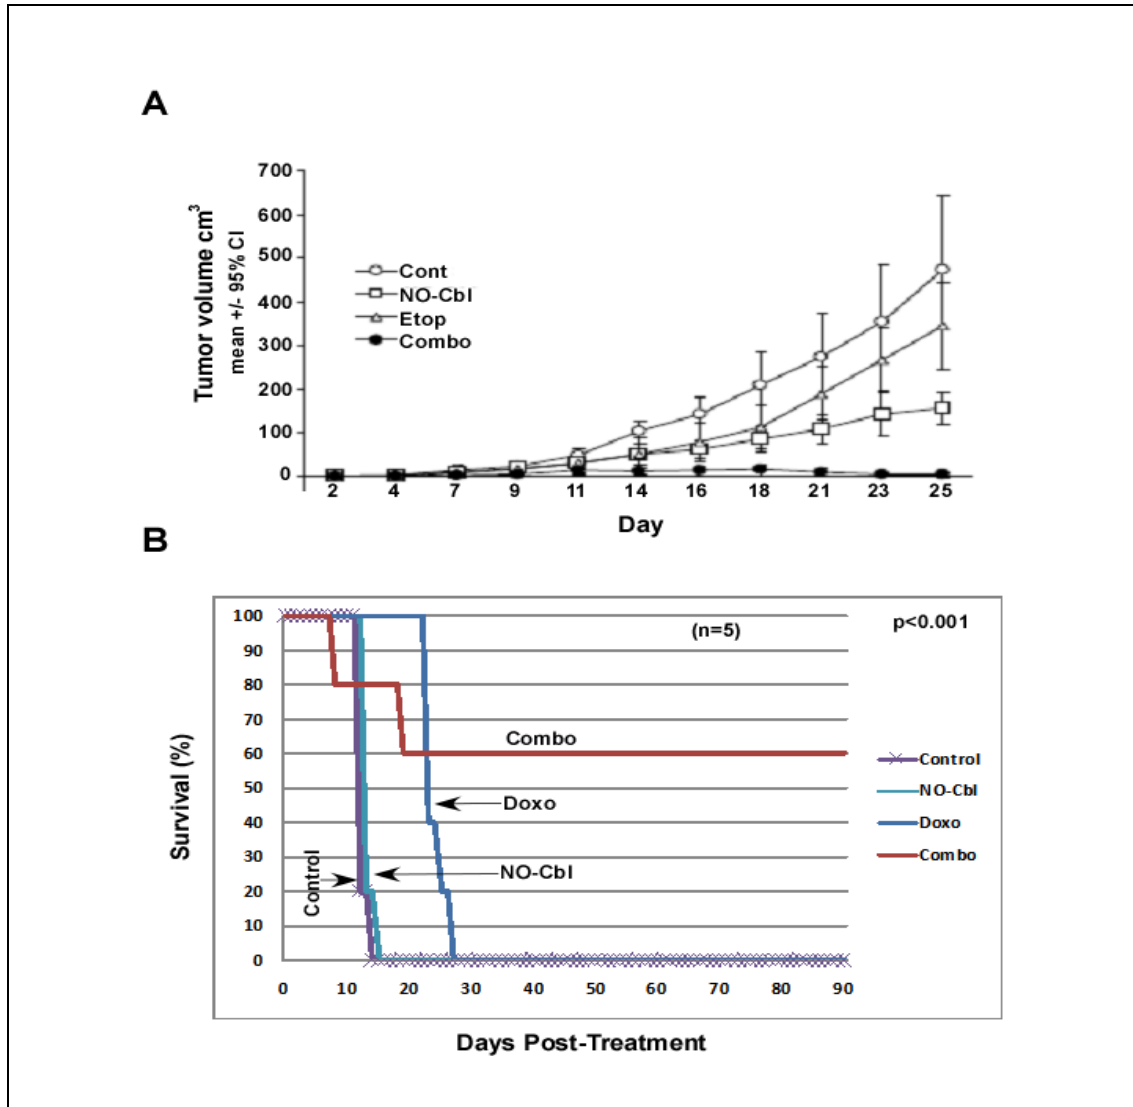 A
Tumor volume cm3
mean +/- 95% CI
700
600
500
400
300
200
100
0
Cont
NO-Cbl
Etop
Combo
2 4 7 9 11 14 16 18 21 23 25
Day
B
Survival (%)
100
90
80
70
60
50
40
30
20
10
0
(n=5)
p<0.001
Combo
Doxo
NO-Cbl
Control
Control
NO-Cbl
Doxo
Combo
0 10 20 30 40 50 60 70 80 90
Days Post-Treatment